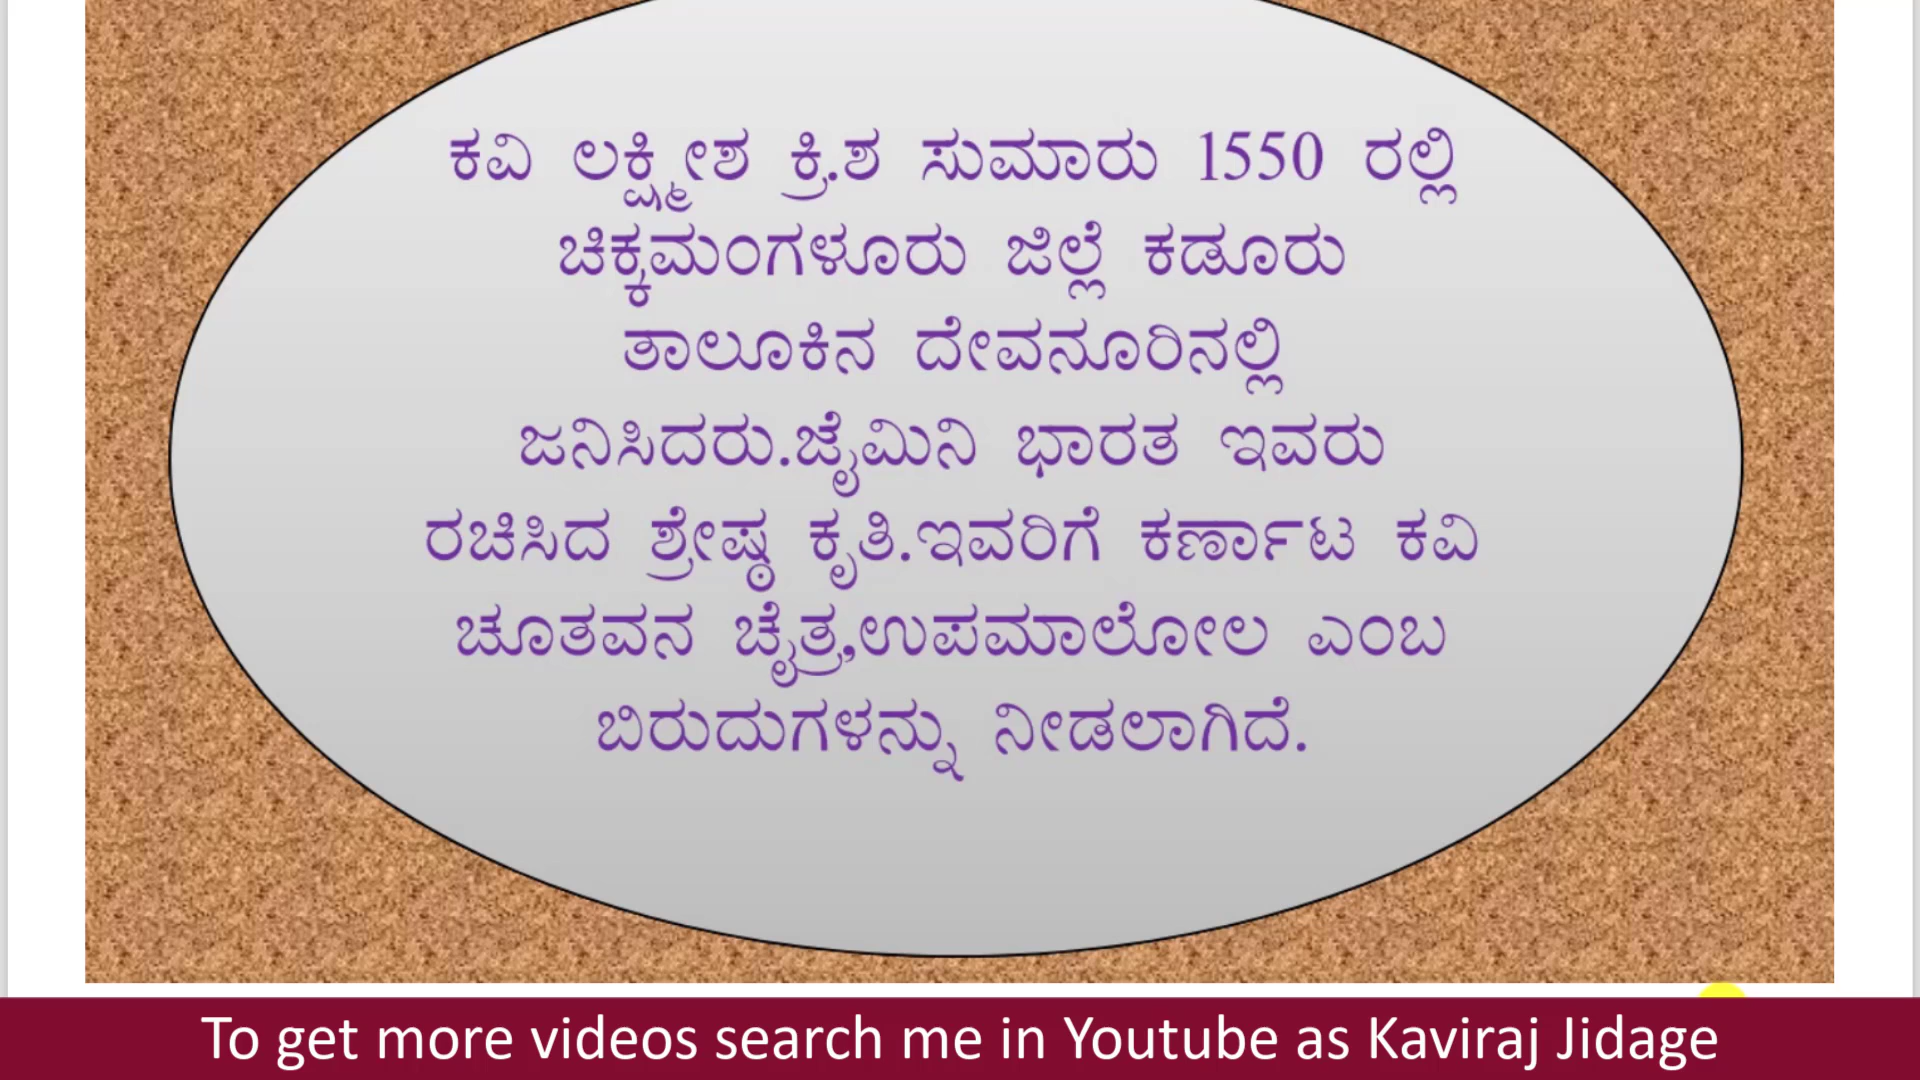 ಕವಿ ಲಕ್ಷ್ಮೀಶ ಕ್ರಿ.ಶ ಸುಮಾರು 1550 ರಲ್ಲಿ
ಚಿಕ್ಕಮಂಗಳೂರು ಜಿಲ್ಲೆ ಕಡೂರು
ತಾಲೂಕಿನ ದೇವನೂರಿನಲ್ಲಿ
ಜನಿಸಿದರು.ಜೈಮಿನಿ ಭಾರತ ಇವರು
ರಚಿಸಿದ ಶ್ರೇಷ್ಠ ಕೃತಿ.ಇವರಿಗೆ ಕರ್ಣಾಟ ಕವಿ
ಚೂತವನ ಚೈತ್ರ,ಉಪಮಾಲೋಲ ಎಂಬ
ಬಿರುದುಗಳನ್ನು ನೀಡಲಾಗಿದೆ.
To get more videos search me in Youtube as Kaviraj Jidage